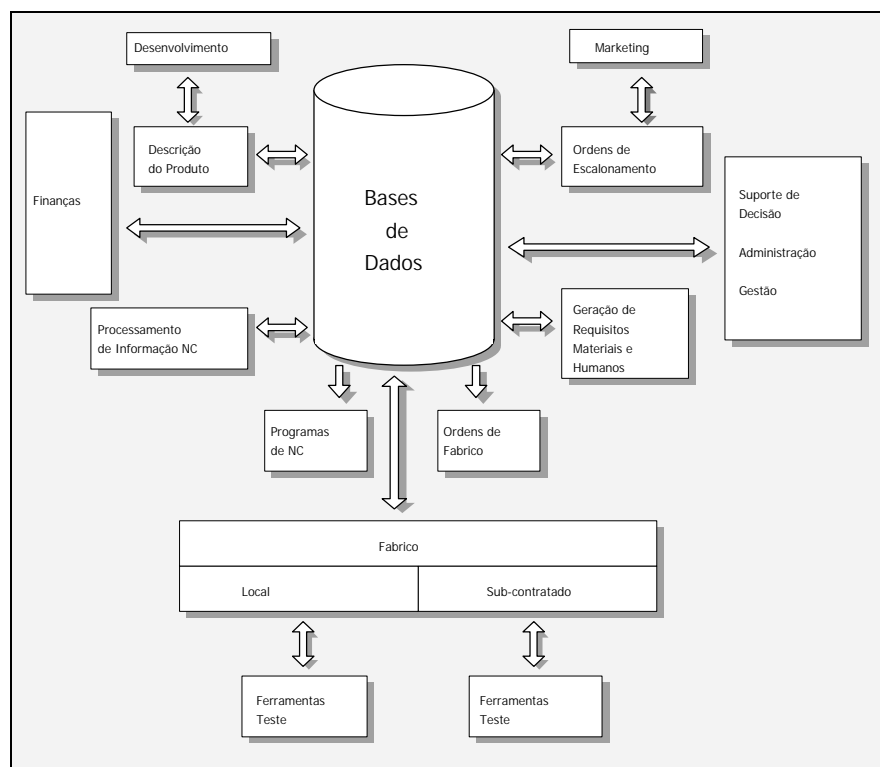 Desenvolvimento
Marketing
Descrição
do Produto
Ordens de
Escalonamento
Finanças
Bases
de
Dados
Suporte de
Decisão
Administração
Gestão
Processamento
de Informação NC
Geração de
Requisitos
Materiais e
Humanos
Programas
de NC
Ordens de
Fabrico
Fabrico
Local
Sub-contratado
Ferramentas
Teste
Ferramentas
Teste